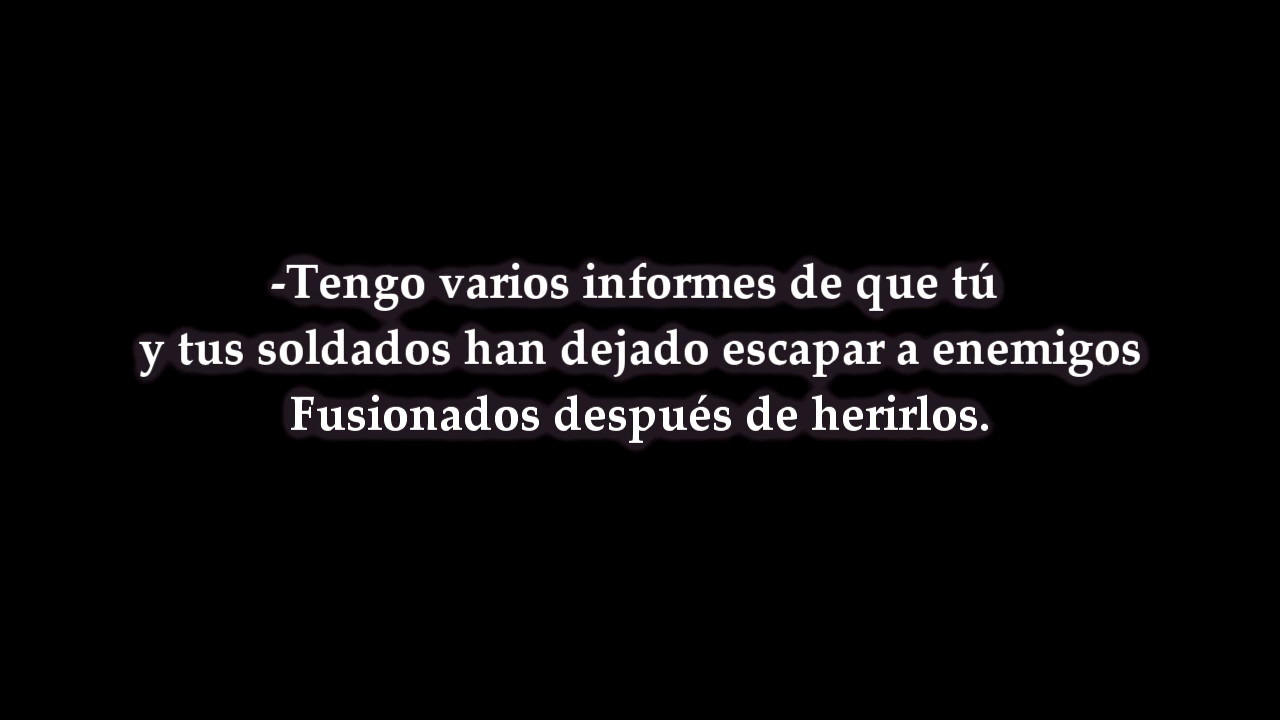 -Tengo varios informes de que tú
y tus soldados han dejado escapar a enemigos
Fusionados después de herirlos.